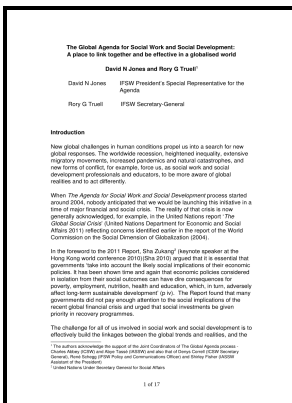 The Global Agenda for Social Work and Social Development:
A place to link together and be effective in a globalised world
David N Jones and Rory G Truell¹
David N Jones IFSW President's Special Representative for the
Agenda
Rory G Truell IFSW Secretary-General
Introduction
New global challenges in human conditions propel us into a search for new
global responses. The worldwide recession, heightened inequality, extensive
migratory movements, increased pandemics and natural catastrophes, and
new forms of conflict, for example, force us, as social work and social
development professionals and educators, to be more aware of global
realities and to act differently.
When The Agenda for Social Work and Social Development process started
around 2004, nobody anticipated that we would be launching this initiative in a
time of major financial and social crisis. The reality of that crisis is now
generally acknowledged, for example, in the United Nations report 'The
Global Social Crisis' (United Nations Department for Economic and Social
Affairs 2011) reflecting concerns identified earlier in the report of the World
Commission on the Social Dimension of Globalization (2004).
In the foreword to the 2011 Report, Sha Zukang² (keynote speaker at the
Hong Kong world conference 2010)(Sha 2010) argued that it is essential that
governments 'take into account the likely social implications of their economic
policies. It has been shown time and again that economic policies considered
in isolation from their social outcomes can have dire consequences for
poverty, employment, nutrition, health and education, which, in turn, adversely
affect long-term sustainable development' (p iv). The Report found that many
governments did not pay enough attention to the social implications of the
recent global financial crisis and urged that social investments be given
priority in recovery programmes.
The challenge for all of us involved in social work and social development is to
effectively build the linkages between the global trends and realities, and the
¹ The authors acknowledge the support of the Joint Coordinators of The Global Agenda process -
Charles Abbey (ICSW) and Abye Tassé (IASSW) and also that of Denys Correll (ICSW Secretary
General), René Schegg (IFSW Policy and Communications Officer) and Shirley Fisher (IASSW
Assistant of the President)
² United Nations Under Secretary General for Social Affairs
1 of 17